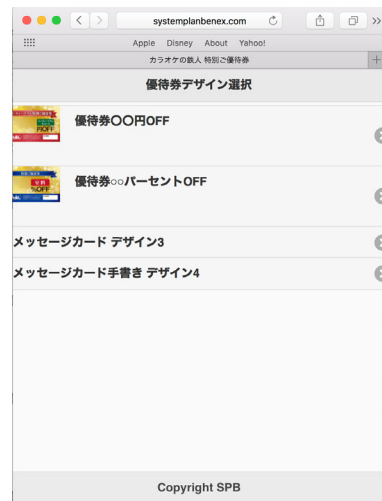 systemplanbenex.com
Apple Disney About Yahoo!
カラオケの鉄人 特別ご優待券
優待券デザイン選択
優待券〇〇円OFF
優待券○○パーセントOFF
メッセージカード デザイン3
メッセージカード手書き デザイン4
Copyright SPB